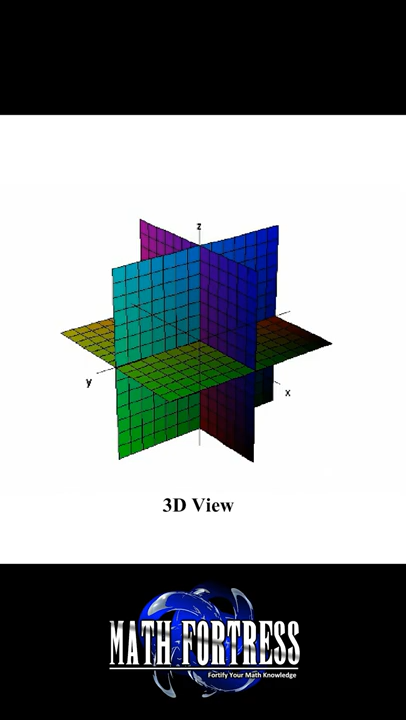 z
y
x
3D View
MATH FORTRESS
Fortify Your Math Knowledge